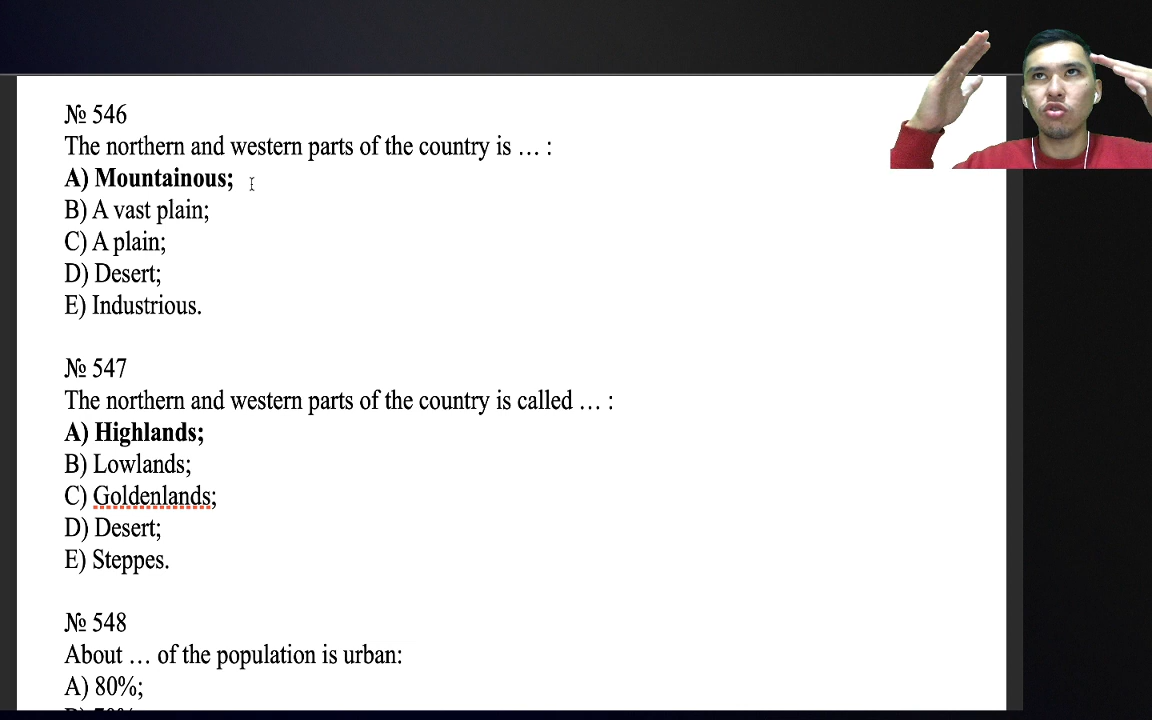 № 546
The northern and western parts of the country is … :
A) Mountainous;
B) A vast plain;
C) A plain;
D) Desert;
E) Industrious.
№ 547
The northern and western parts of the country is called … :
A) Highlands;
B) Lowlands;
C) Goldenlands;
D) Desert;
E) Steppes.
№ 548
About … of the population is urban:
A) 80%;